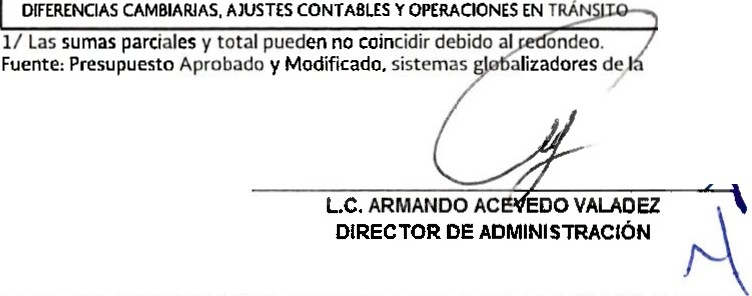 DIFERENCIAS CAMBIARIAS, AJUSTES CONTABLES Y OPERACIONES EN TRÁNSITO
1/ Las sumas parciales y total pueden no coincidir debido al redondeo.
Fuente: Presupuesto Aprobado y Modificado, sistemas globalizadores de la
L.C. ARMANDO ACEVEDO VALADEZ
DIRECTOR DE ADMINISTRACIÓN